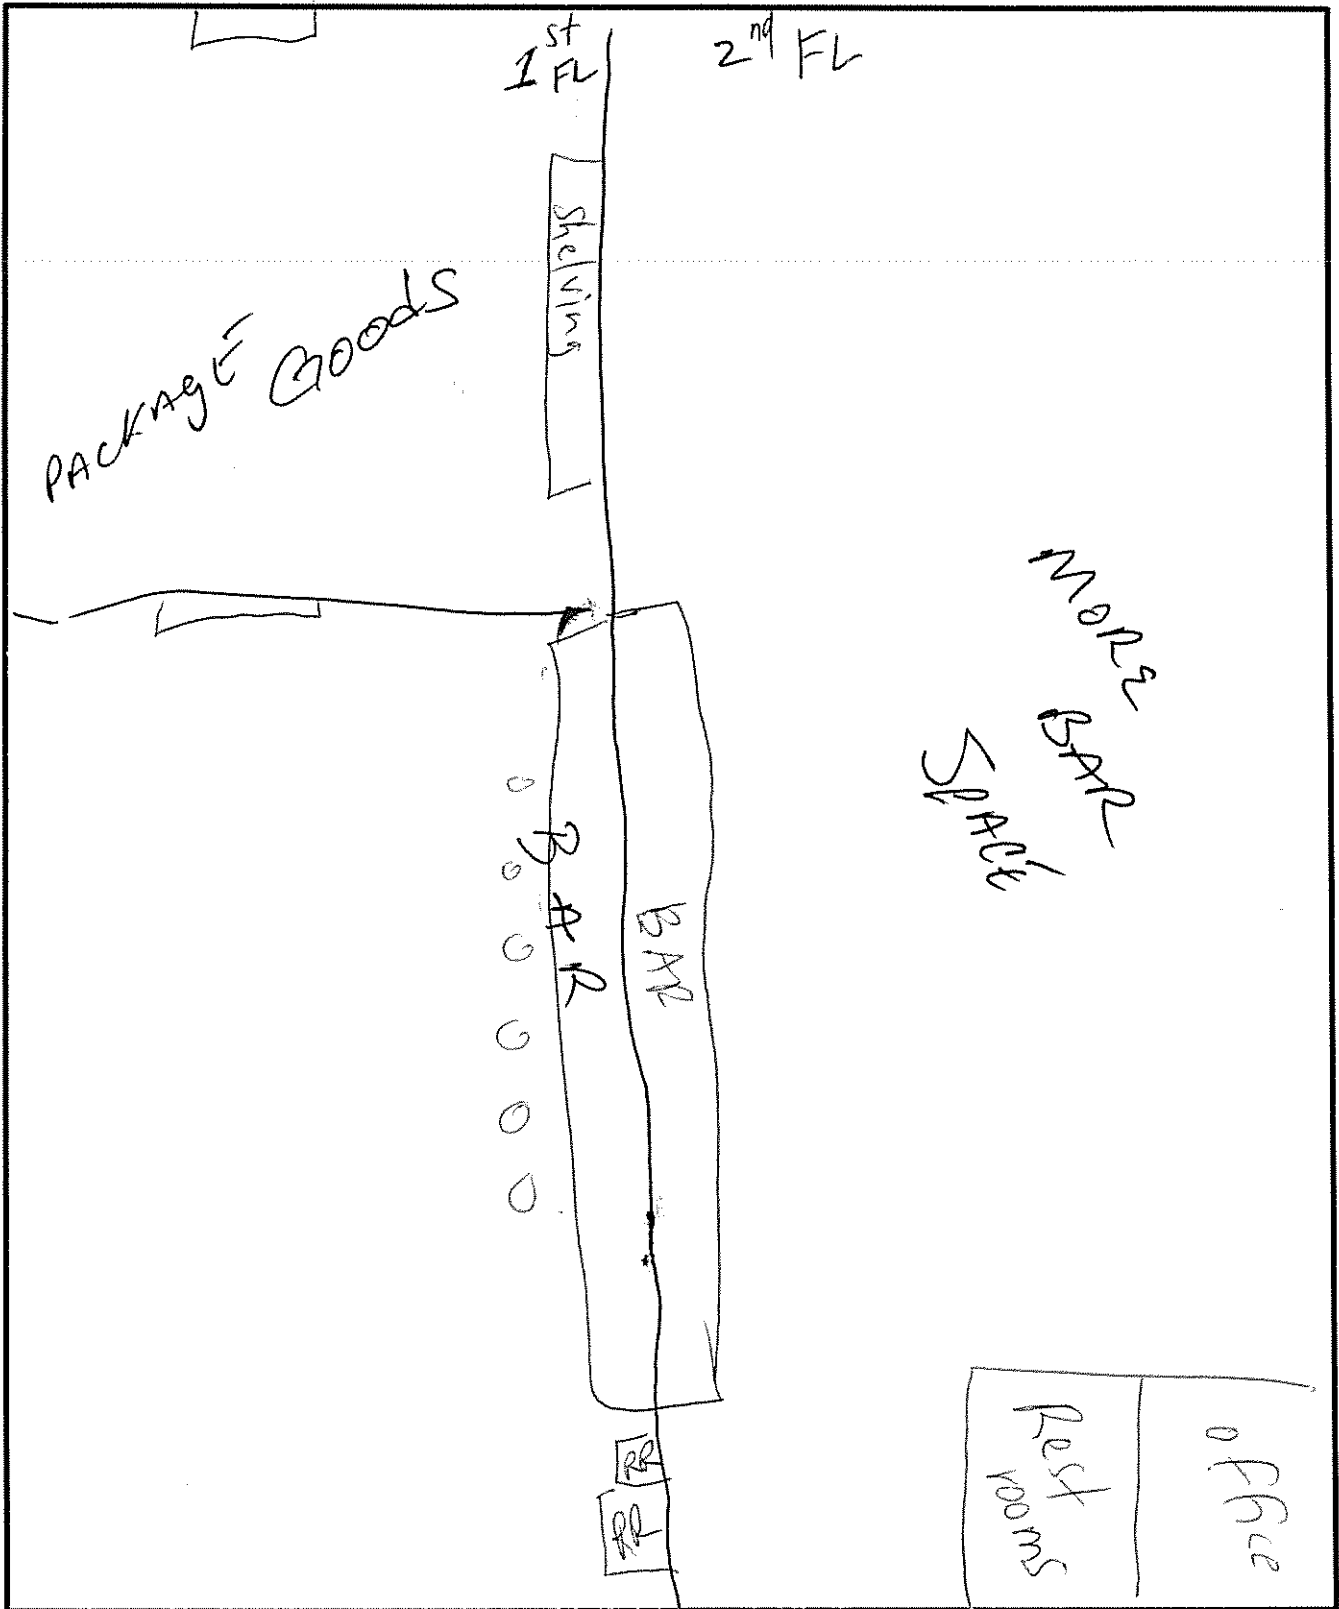 1st FL
2nd FL
Shelving
PACKAGE GOODS
MORE
BAR
SPACE
BAR
BAR
RR
RR
Rest
rooms
office